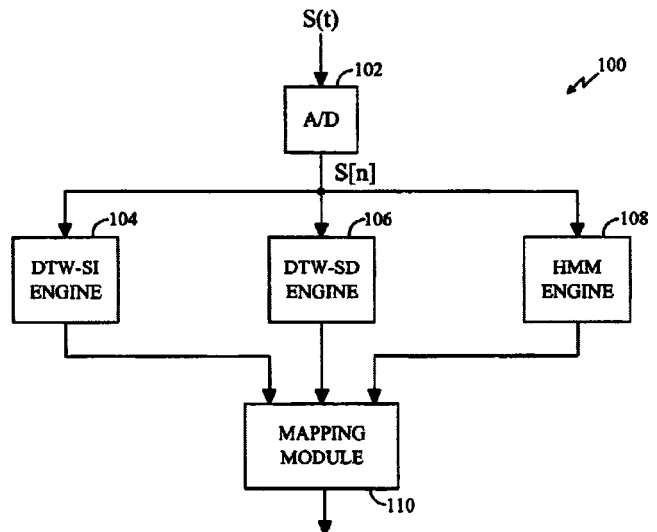 S(t)
102
100
A/D
S[n]
104
106
108
DTW-SI
ENGINE
DTW-SD
ENGINE
HMM
ENGINE
MAPPING
MODULE
110